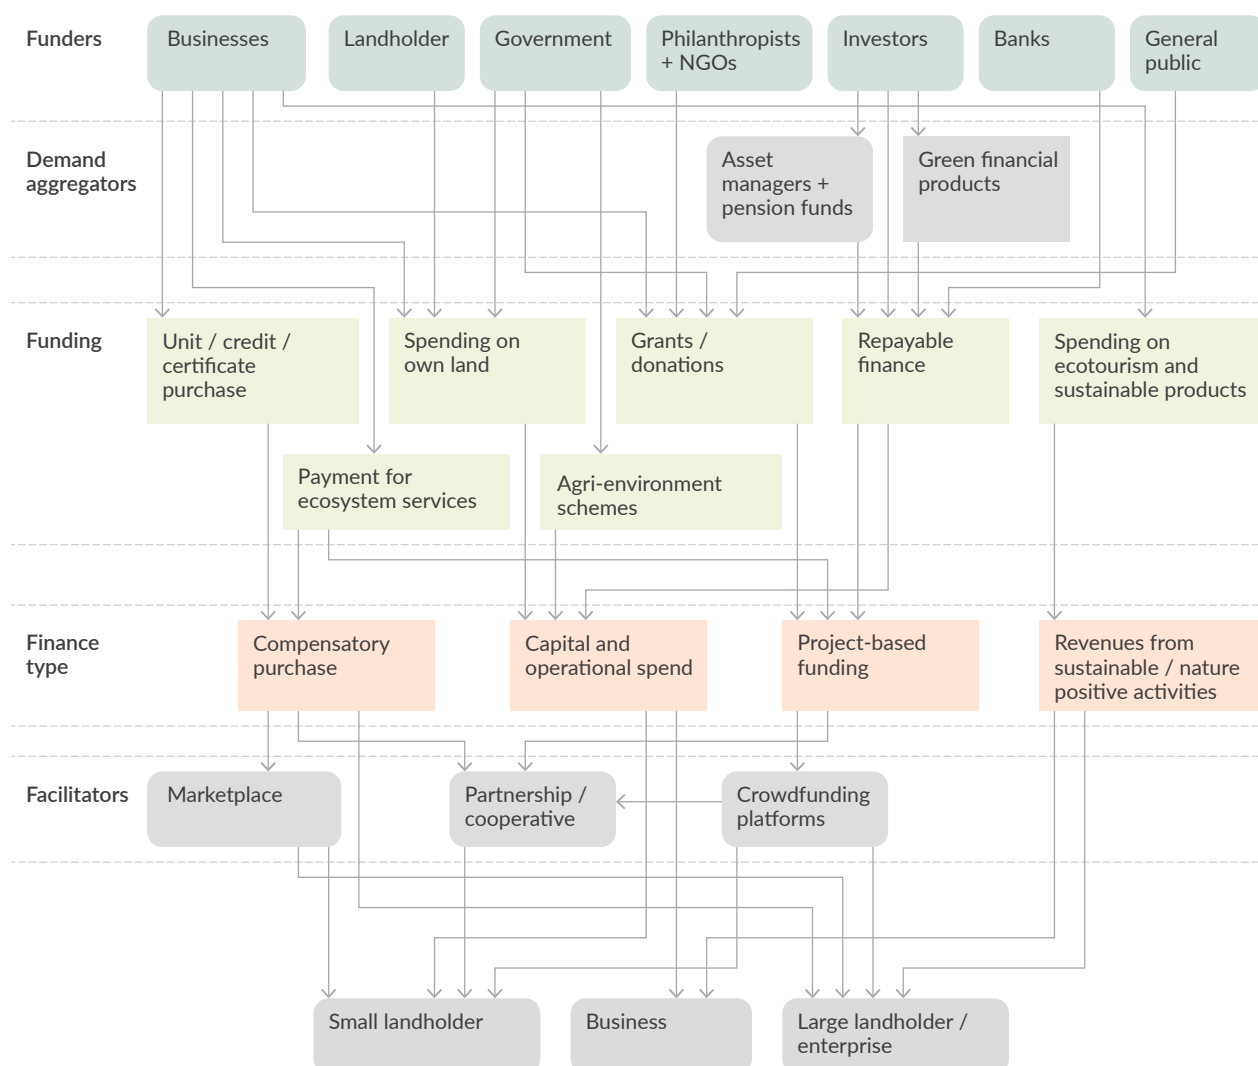 Funders
Businesses
Landholder
Government
Philanthropists
+ NGOs
Investors
Banks
General
public
Demand
aggregators
Asset
managers +
pension funds
Green financial
products
Funding
Unit / credit /
certificate
purchase
Spending on
own land
Grants /
donations
Repayable
finance
Spending on
ecotourism and
sustainable products
Payment for
ecosystem services
Agri-environment
schemes
Finance
type
Compensatory
purchase
Capital and
operational spend
Project-based
funding
Revenues from
sustainable / nature
positive activities
Facilitators
Marketplace
Partnership /
cooperative
Crowdfunding
platforms
Small landholder
Business
Large landholder /
enterprise